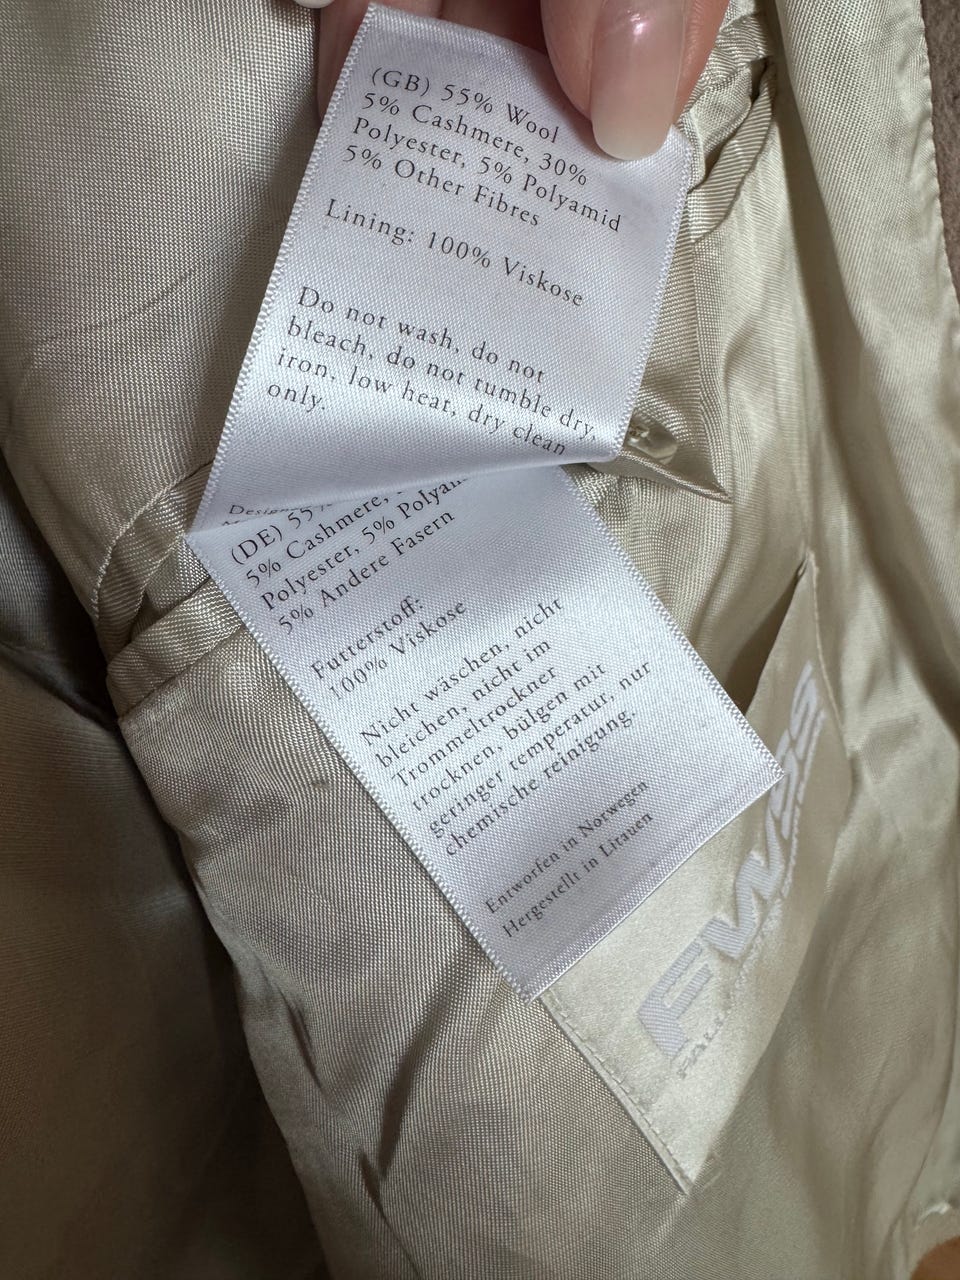 (GB) 55% Wool
5% Cashmere, 30%
Polyester, 5% Polyamid
5% Other Fibres
Lining: 100% Viskose
Do not wash, do not
bleach, do not tumble dry,
iron, low heat, dry clean
only.
(DE) 55
5% Cashmere,
Polyester, 5% Polyam
5% Andere Fasern
Futterstoff:
100% Viskose
Nicht wäschen, nicht
bleichen, nicht im
Trommeltrockner
trocknen, bülgen mit
geringer temperatur, nur
chemische reinigung.
Entworfen in Norwegen
Hergestellt in Litauen
FWSS